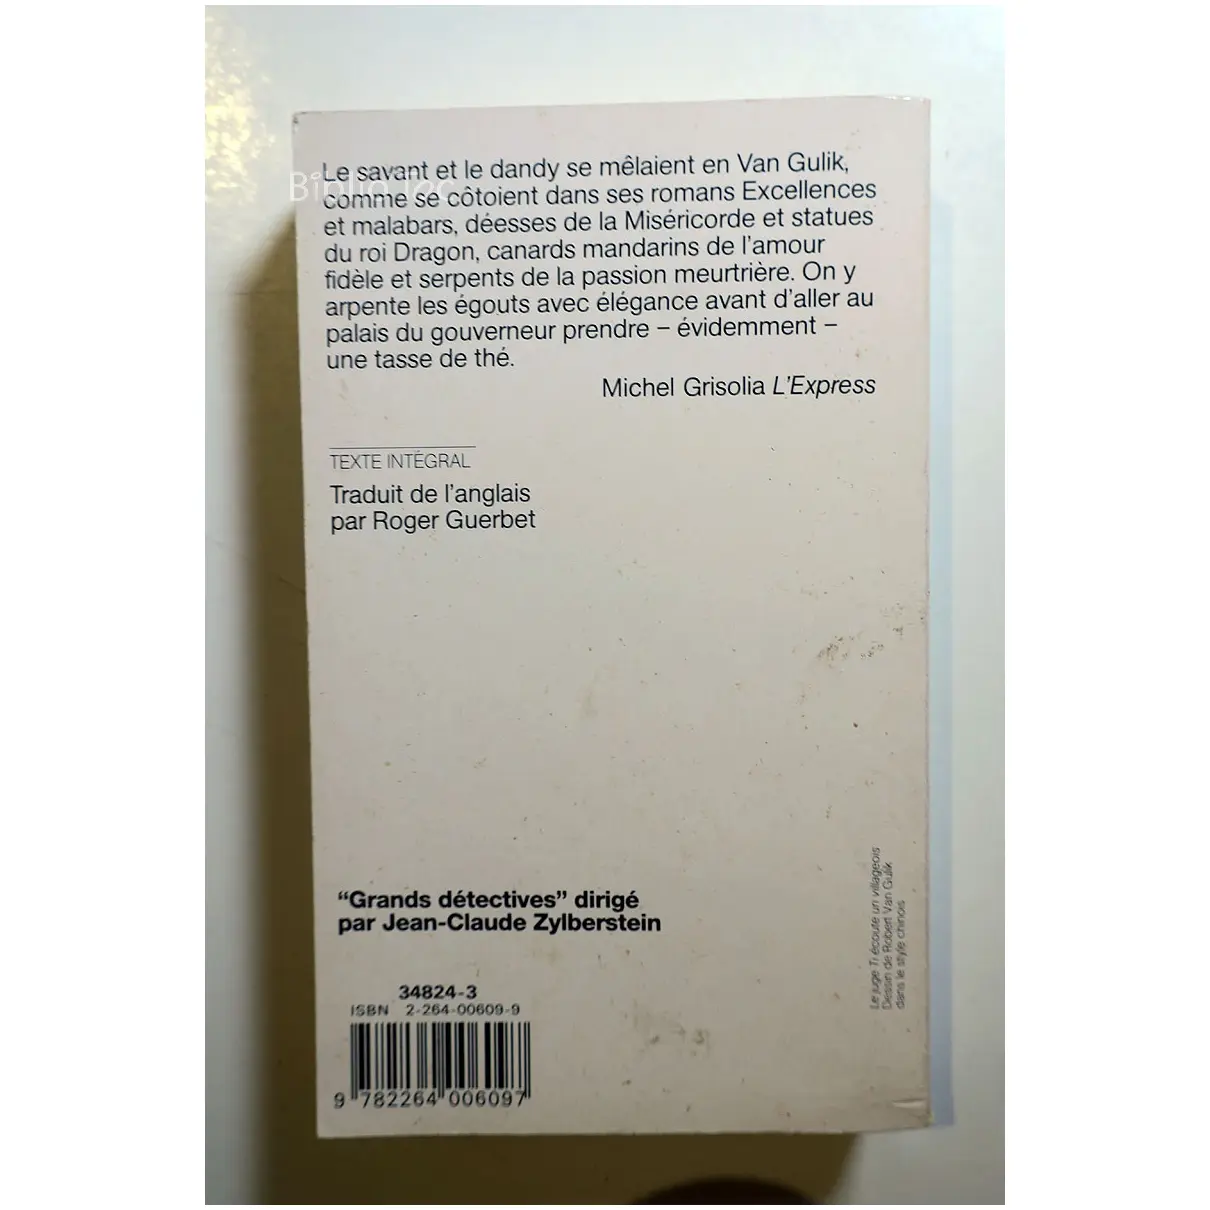 Biblio Jec
Le savant et le dandy se mêlaient en Van Gulik,
comme se côtoient dans ses romans Excellences
et malabars, déesses de la Miséricorde et statues
du roi Dragon, canards mandarins de l'amour
fidèle et serpents de la passion meurtrière. On y
arpente les égouts avec élégance avant d'aller au
palais du gouverneur prendre – évidemment –
une tasse de thé.
Michel Grisolia L'Express
TEXTE INTÉGRAL
Traduit de l'anglais
par Roger Guerbet
"Grands détectives" dirigé
par Jean-Claude Zylberstein
Le juge Ti écoute un villageois
Dessin de Robert Van Gulik
dans le style chinois
34824-3
ISBN 2-264-00609-9
9 782264 006097